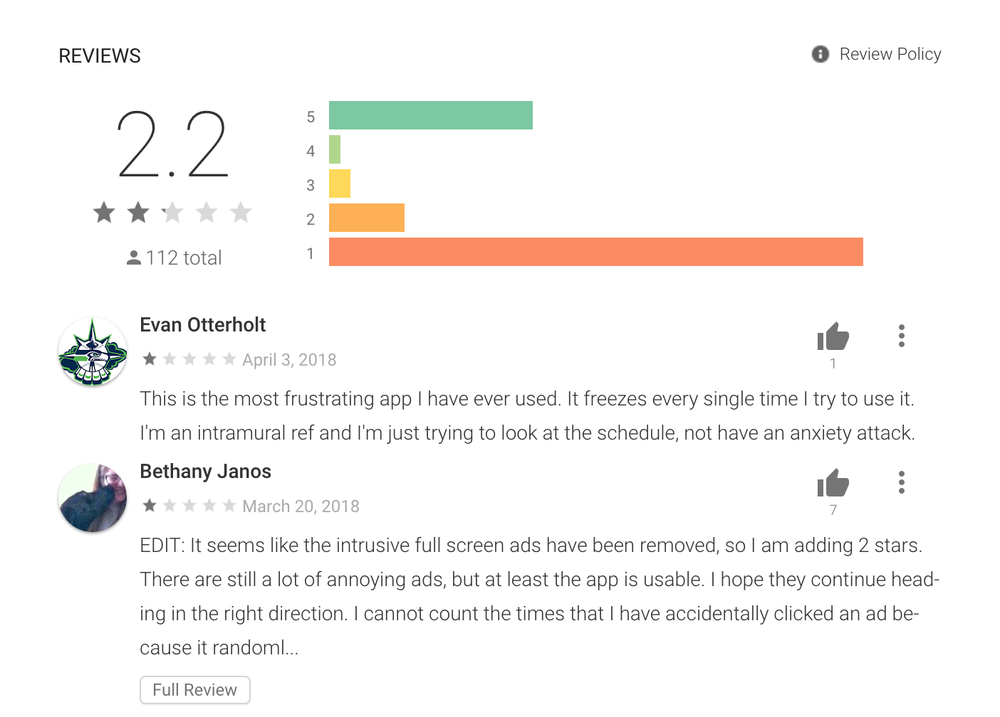 REVIEWS
Review Policy
2.2
112 total
5
4
3
2
1
Evan Otterholt
April 3, 2018
1
This is the most frustrating app I have ever used. It freezes every single time I try to use it.
I'm an intramural ref and I'm just trying to look at the schedule, not have an anxiety attack.
Bethany Janos
March 20, 2018
7
EDIT: It seems like the intrusive full screen ads have been removed, so I am adding 2 stars.
There are still a lot of annoying ads, but at least the app is usable. I hope they continue head-
ing in the right direction. I cannot count the times that I have accidentally clicked an ad be-
cause it randoml...
Full Review